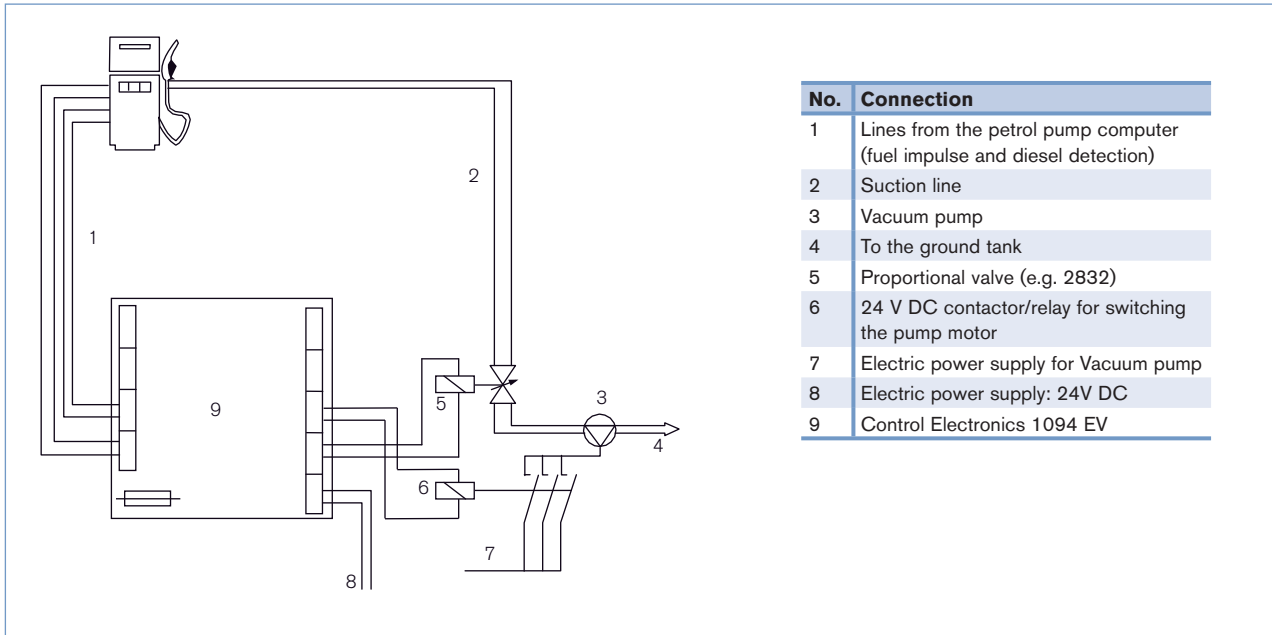 1
2
3
4
5
6
7
8
9
No. Connection
1 Lines from the petrol pump computer
(fuel impulse and diesel detection)
2 Suction line
3 Vacuum pump
4 To the ground tank
5 Proportional valve (e.g. 2832)
6 24 V DC contactor/relay for switching
the pump motor
7 Electric power supply for Vacuum pump
8 Electric power supply: 24V DC
9 Control Electronics 1094 EV